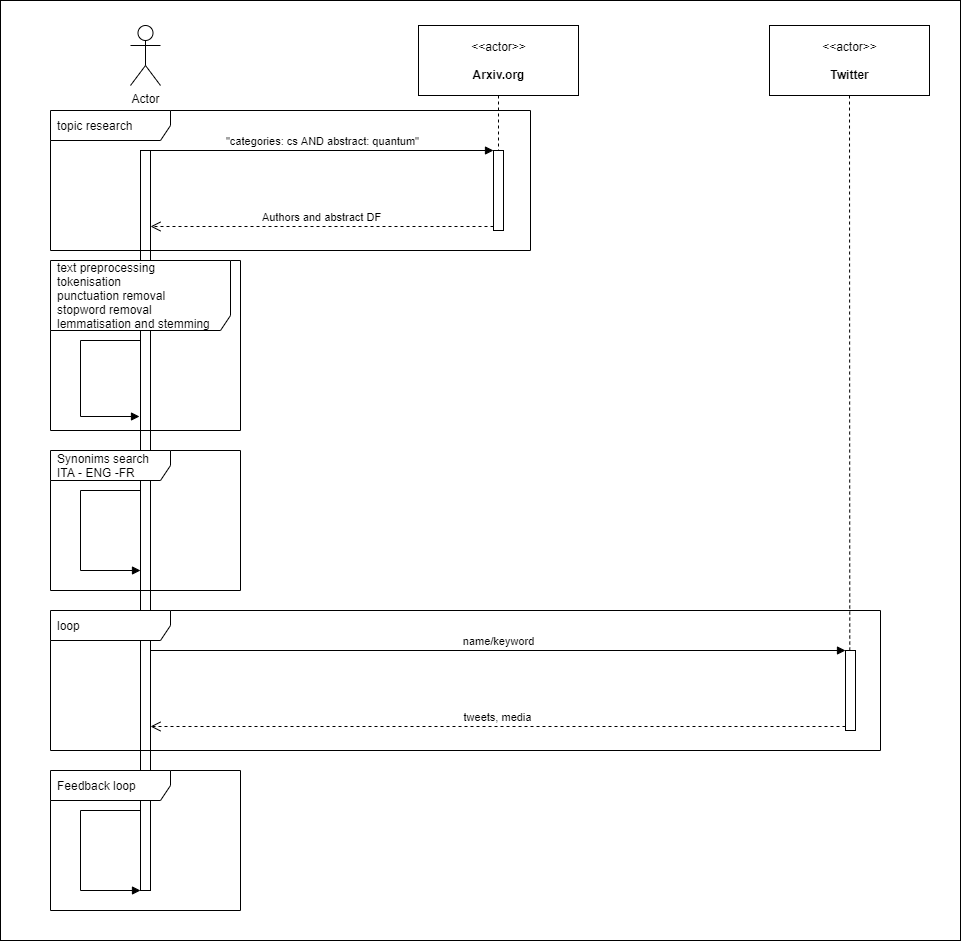 <<actor>>
Arxiv.org
<<actor>>
Twitter
Actor
topic research
"categories: cs AND abstract: quantum"
Authors and abstract DF
text preprocessing
tokenisation
punctuation removal
stopword removal
lemmatisation and stemming
Synonims search
ITA - ENG -FR
loop
name/keyword
tweets, media
Feedback loop